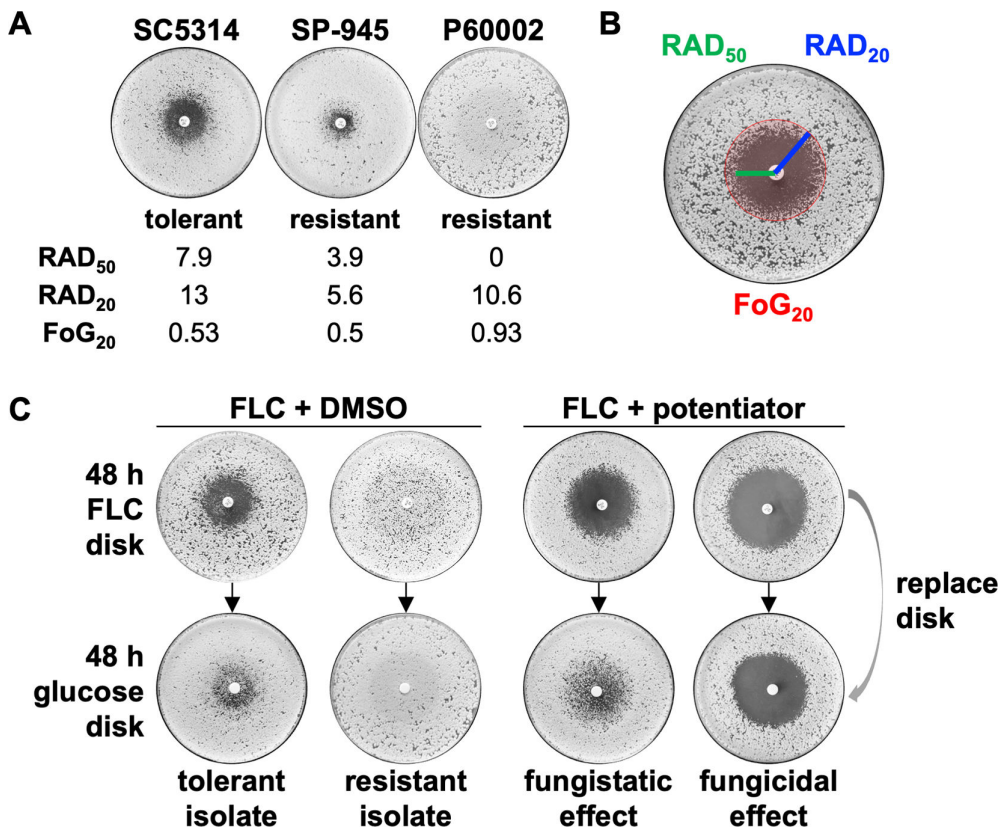 A
SC5314 SP-945 P60002
tolerant resistant resistant
RAD50 7.9 3.9 0
RAD20 13 5.6 10.6
FoG20 0.53 0.5 0.93
B
RAD50 RAD20
FoG20
C
FLC + DMSO FLC + potentiator
48 h
FLC
disk
replace
disk
48 h
glucose
disk
tolerant
isolate
resistant
isolate
fungistatic
effect
fungicidal
effect